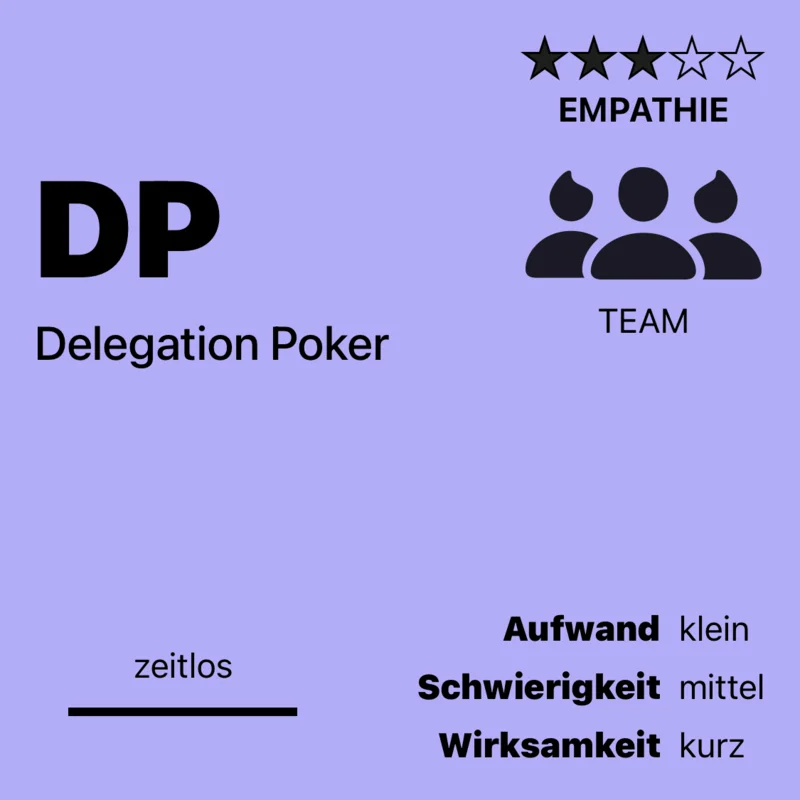 ★★★☆☆
EMPATHIE
DP
Delegation Poker
TEAM
zeitlos
Aufwand klein
Schwierigkeit mittel
Wirksamkeit kurz